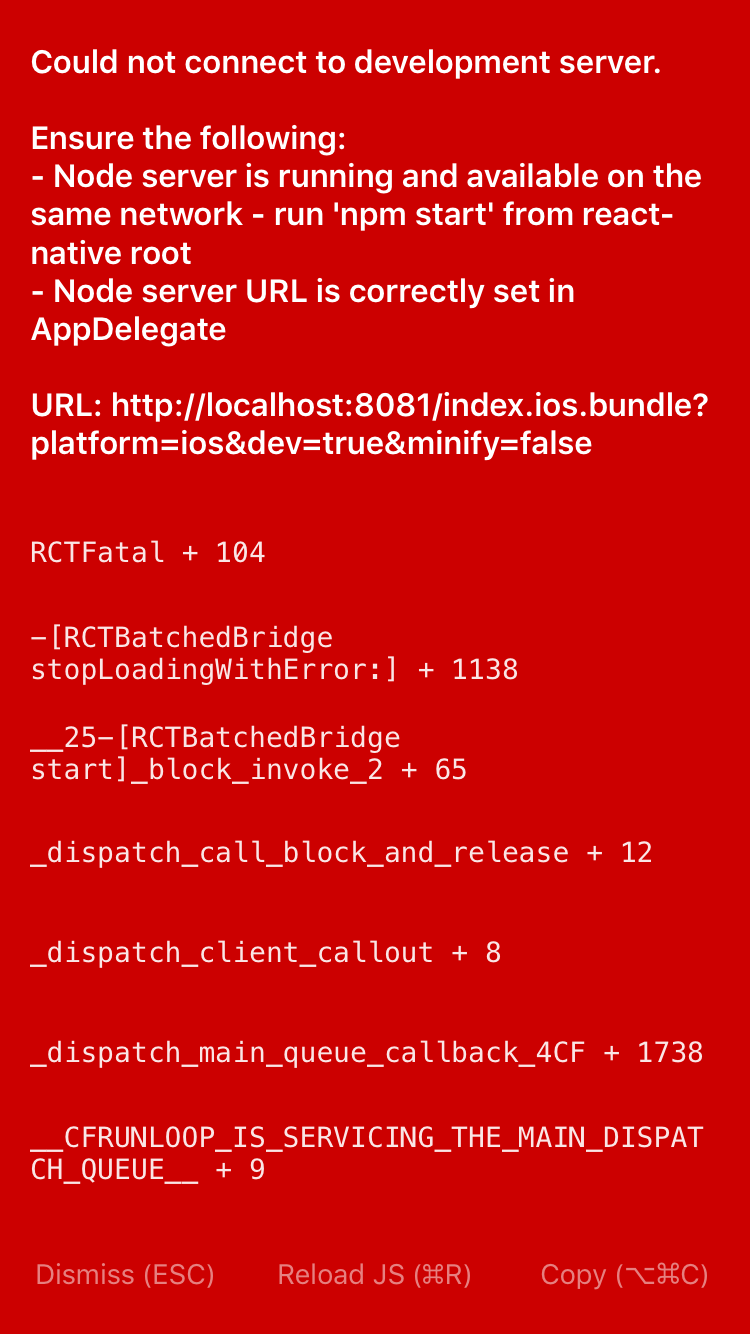 Could not connect to development server.
Ensure the following:
- Node server is running and available on the
same network - run 'npm start' from react-
native root
- Node server URL is correctly set in
AppDelegate
URL: http://localhost:8081/index.ios.bundle?
platform=ios&dev=true&minify=false
RCTFatal + 104
-[RCTBatchedBridge
stopLoadingWithError:] + 1138
__25-[RCTBatchedBridge
start]_block_invoke_2 + 65
_dispatch_call_block_and_release + 12
_dispatch_client_callout + 8
_dispatch_main_queue_callback_4CF + 1738
__CFRUNLOOP_IS_SERVICING_THE_MAIN_DISPAT
CH_QUEUE__ + 9
Dismiss (ESC) Reload JS (⌘R) Copy (⌥⌘C)